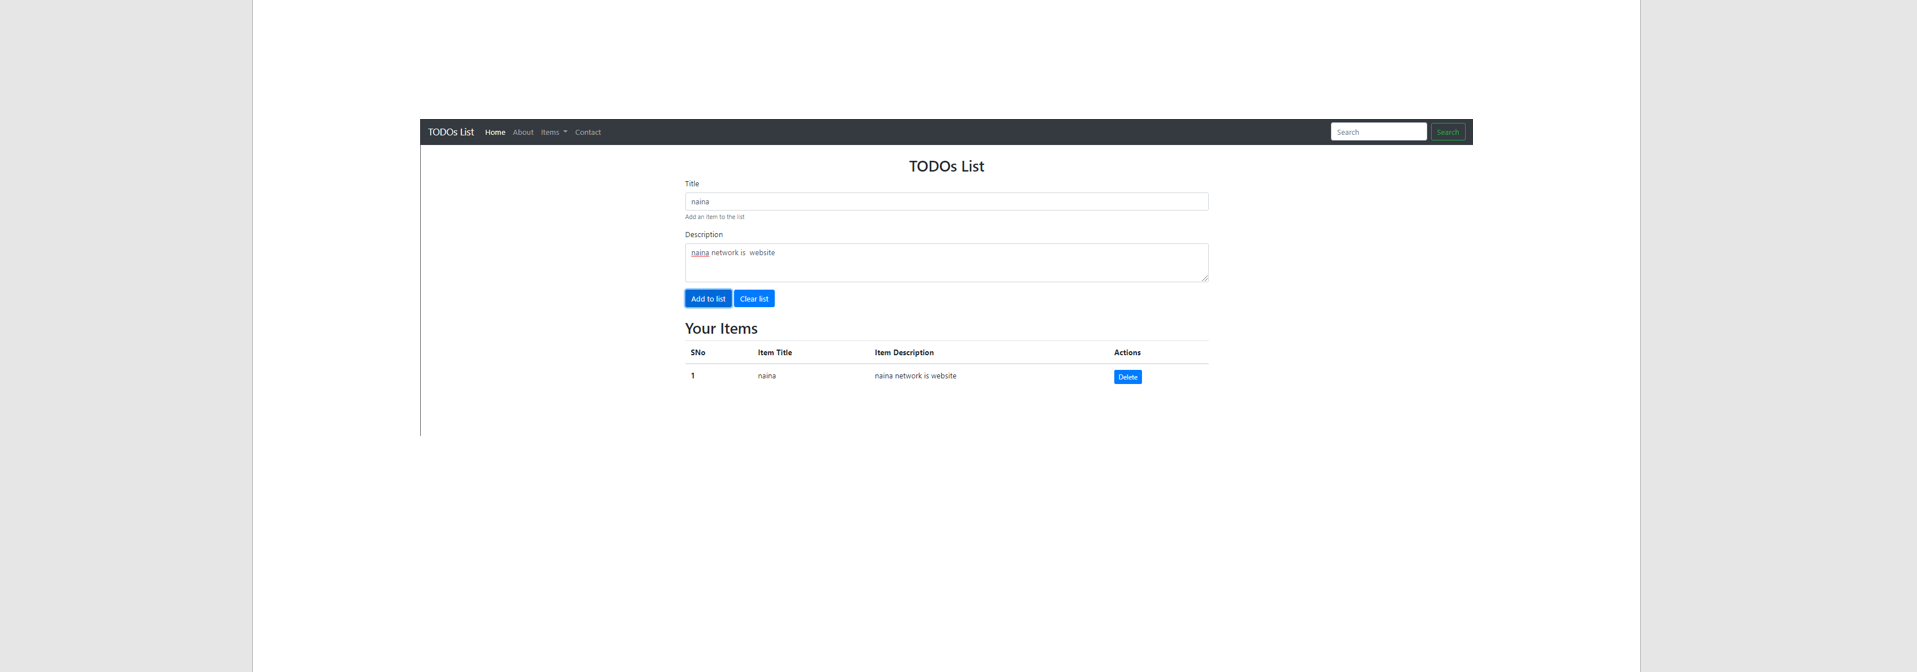 TODOs List Home About Items Contact Search Search
TODOs List
Title
naina
Add an item to the list
Description
naina network is  website
Add to list Clear list
Your Items
SNo Item Title Item Description Actions
1 naina naina network is website Delete